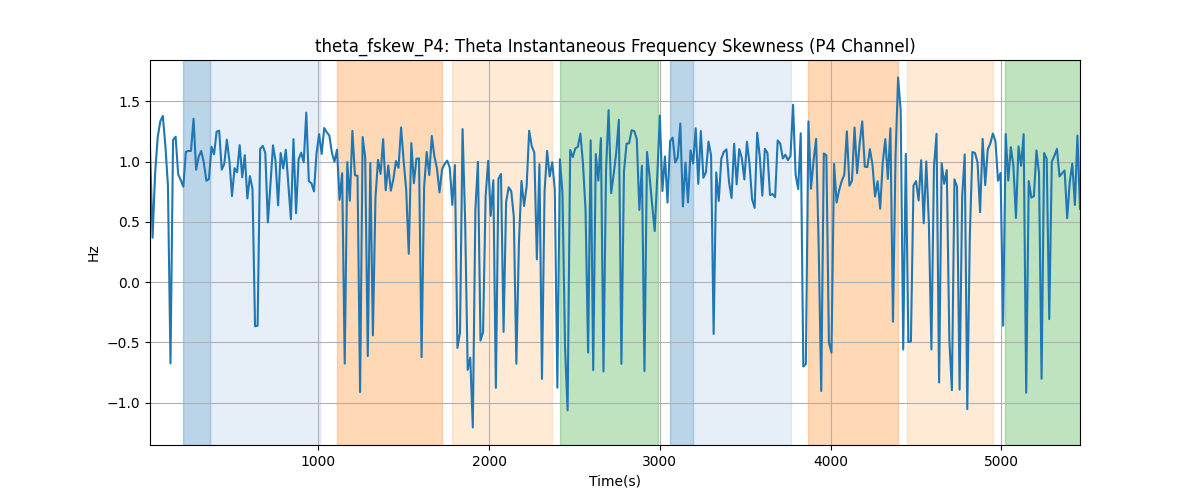 theta_fskew_P4: Theta Instantaneous Frequency Skewness (P4 Channel)
1.5
1.0
0.5
0.0
−0.5
−1.0
Hz
1000 2000 3000 4000 5000
Time(s)